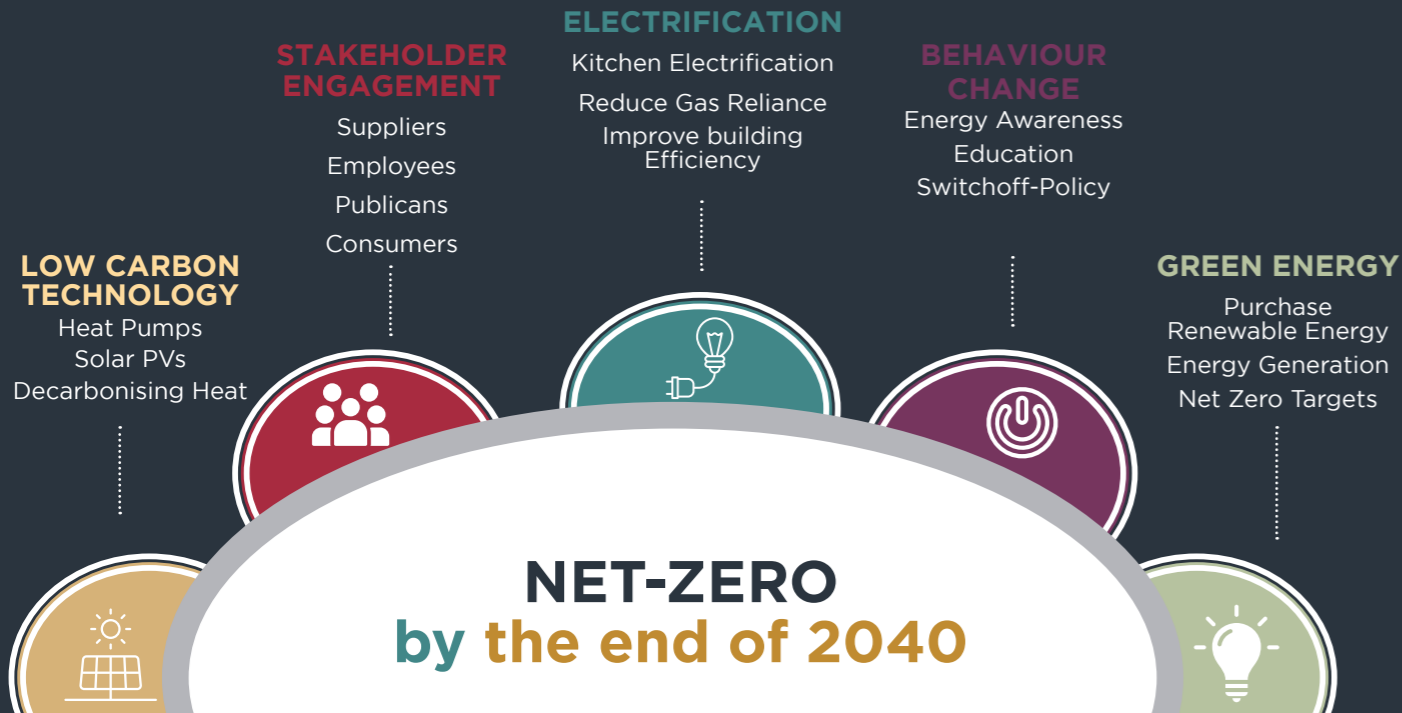 LOW CARBON
TECHNOLOGY
Heat Pumps
Solar PVs
Decarbonising Heat
STAKEHOLDER
ENGAGEMENT
Suppliers
Employees
Publicans
Consumers
ELECTRIFICATION
Kitchen Electrification
Reduce Gas Reliance
Improve building
Efficiency
BEHAVIOUR
CHANGE
Energy Awareness
Education
Switchoff-Policy
GREEN ENERGY
Purchase
Renewable Energy
Energy Generation
Net Zero Targets
NET-ZERO
by the end of 2040